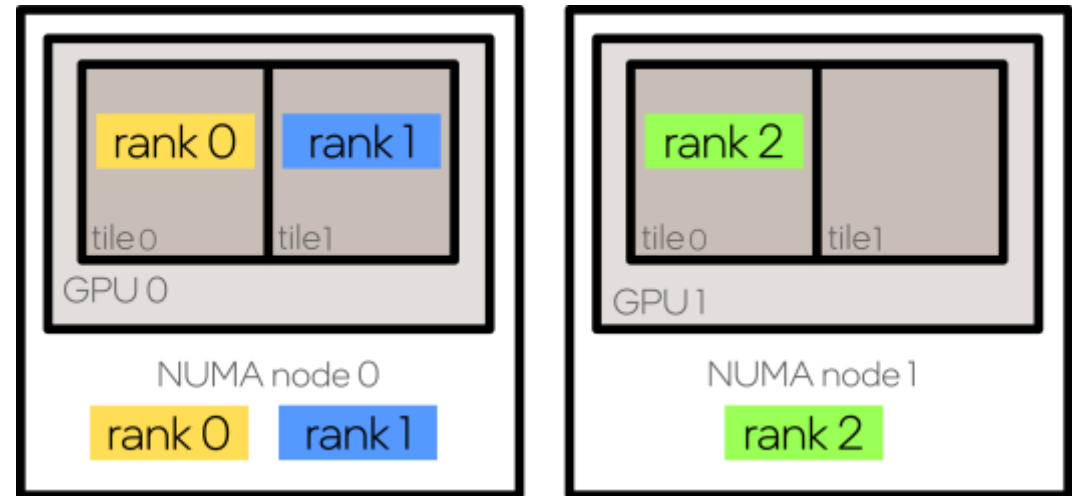 rank 0
rank 1
tile 0
tile 1
GPU 0
NUMA node 0
rank 0
rank 1
rank 2
tile 0
tile 1
GPU 1
NUMA node 1
rank 2